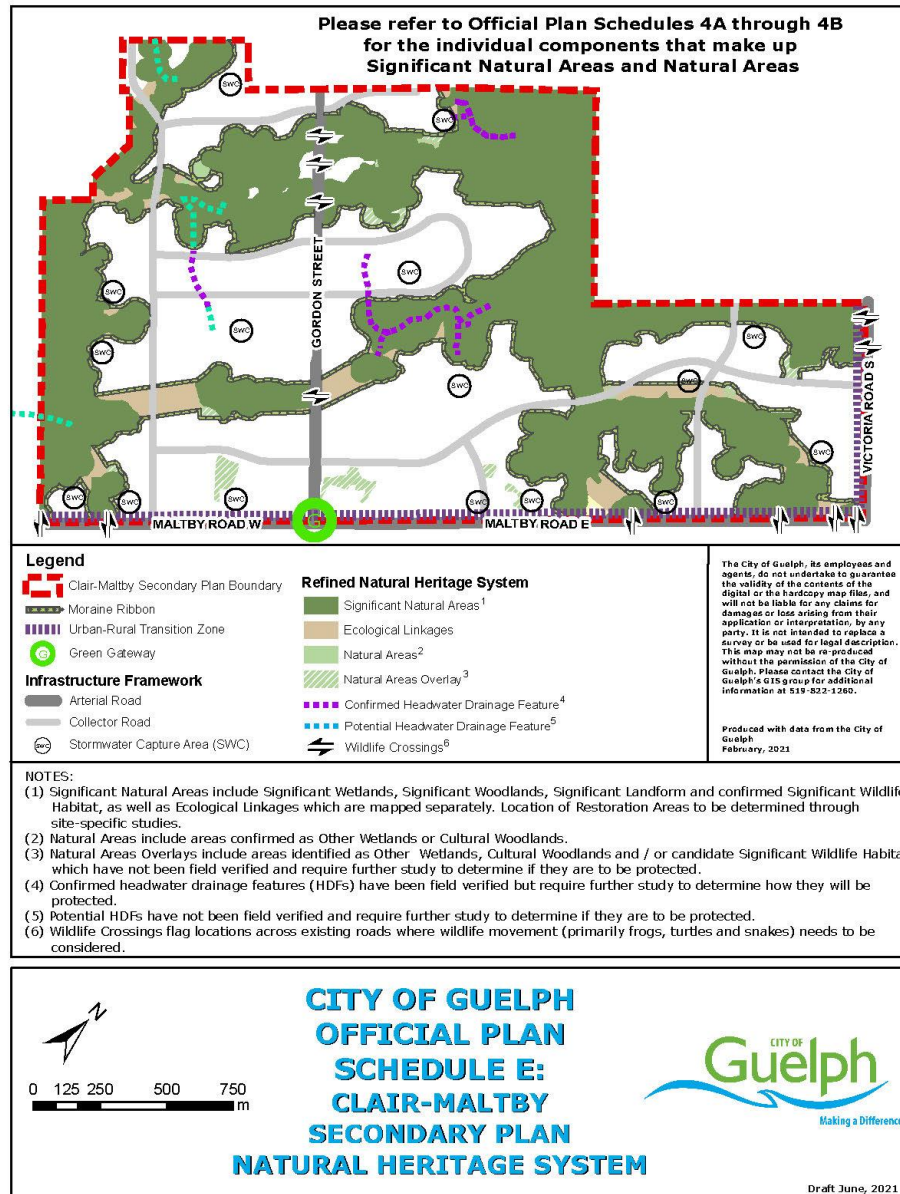 Please refer to Official Plan Schedules 4A through 4B
for the individual components that make up
Significant Natural Areas and Natural Areas
SWC
SWC
GORDON STREET
SWC
SWC
SWC
SWC
SWC
SWC
SWC
SWC
VICTORIA ROAD S
SWC
SWC
SWC
SWC
SWC
SWC
SWC
G
MALTBY ROAD W
MALTBY ROAD E
Legend
Clair-Maltby Secondary Plan Boundary
Moraine Ribbon
Urban-Rural Transition Zone
G
Green Gateway
Infrastructure Framework
Arterial Road
Collector Road
SWC
Stormwater Capture Area (SWC)
Refined Natural Heritage System
Significant Natural Areas1
Ecological Linkages
Natural Areas2
Natural Areas Overlay3
Confirmed Headwater Drainage Feature4
Potential Headwater Drainage Feature5
Wildlife Crossings6
The City of Guelph, its employees and
agents, do not undertake to guarantee
the validity of the contents of the
digital or the hardcopy map files, and
will not be liable for any claims for
damages or loss arising from their
application or interpretation, by any
party. It is not intended to replace a
survey or be used for legal description.
This map may not be re-produced
without the permission of the City of
Guelph. Please contact the City of
Guelph's GIS group for additional
information at 519-822-1260.
Produced with data from the City of
Guelph
February, 2021
NOTES:
(1) Significant Natural Areas include Significant Wetlands, Significant Woodlands, Significant Landform and confirmed Significant Wildlife
Habitat, as well as Ecological Linkages which are mapped separately. Location of Restoration Areas to be determined through
site-specific studies.
(2) Natural Areas include areas confirmed as Other Wetlands or Cultural Woodlands.
(3) Natural Areas Overlays include areas identified as Other Wetlands, Cultural Woodlands and / or candidate Significant Wildlife Habita
which have not been field verified and require further study to determine if they are to be protected.
(4) Confirmed headwater drainage features (HDFs) have been field verified but require further study to determine how they will be
protected.
(5) Potential HDFs have not been field verified and require further study to determine if they are to be protected.
(6) Wildlife Crossings flag locations across existing roads where wildlife movement (primarily frogs, turtles and snakes) needs to be
considered.
N
0 125 250 500 750
m
CITY OF GUELPH
OFFICIAL PLAN
SCHEDULE E:
CLAIR-MALTBY
SECONDARY PLAN
NATURAL HERITAGE SYSTEM
CITY OF
Guelph
Making a Difference
Draft June, 2021